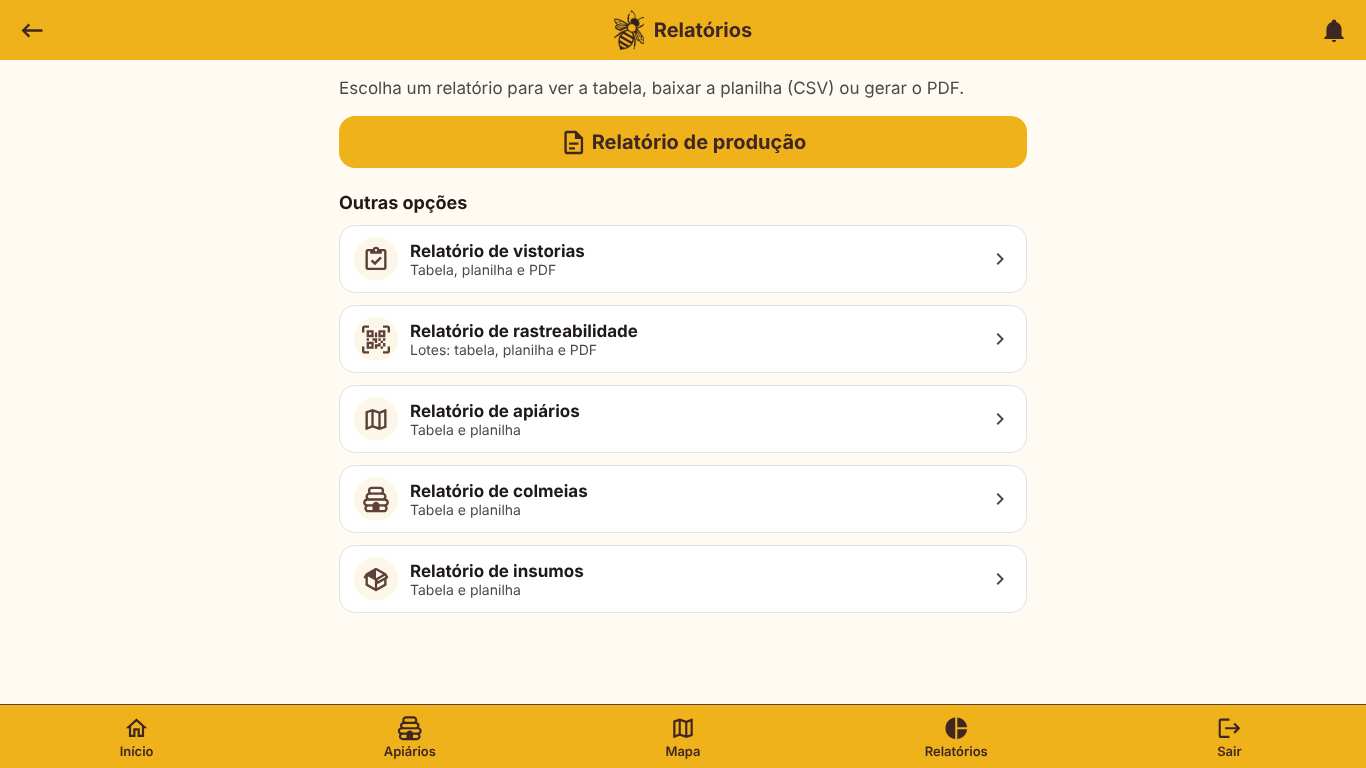 Relatórios
Escolha um relatório para ver a tabela, baixar a planilha (CSV) ou gerar o PDF.
Relatório de produção
Outras opções
Relatório de vistorias
Tabela, planilha e PDF
Relatório de rastreabilidade
Lotes: tabela, planilha e PDF
Relatório de apiários
Tabela e planilha
Relatório de colmeias
Tabela e planilha
Relatório de insumos
Tabela e planilha
Início
Apiários
Mapa
Relatórios
Sair